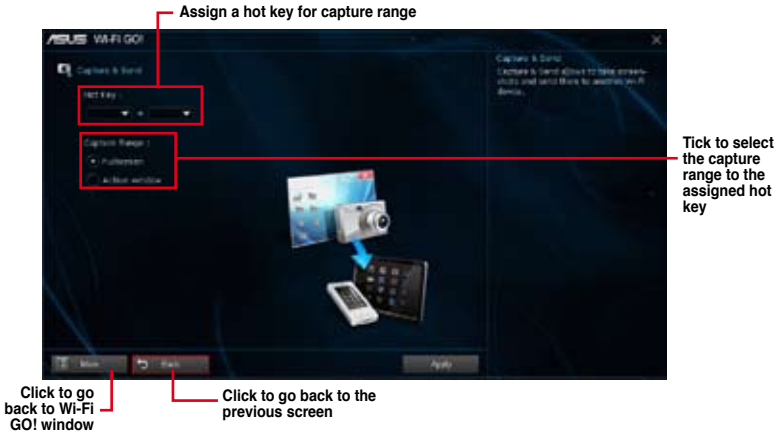 Assign a hot key for capture range
ASUS WI-FI GO!
Capture & Send
Hot Key :
+
Capture Range :
Fullscreen
Action window
Capture & Send
Capture & Send allows to take screen-
shots and send them to another Wi-Fi
device.
Tick to select
the capture
range to the
assigned hot
key
Back
Apply
Click to go
back to Wi-Fi
GO! window
Click to go back to the
previous screen